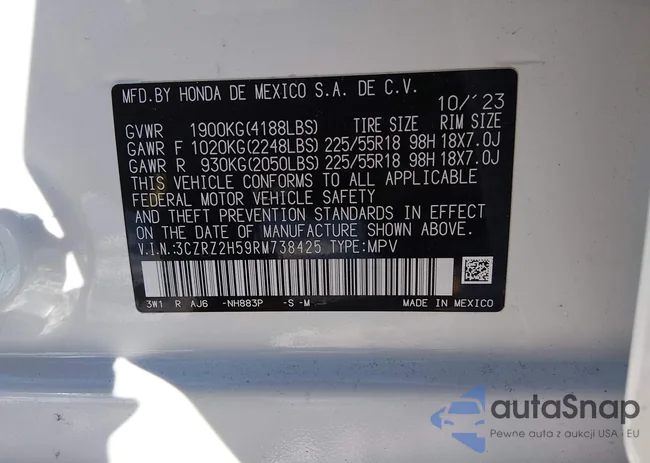 MFD.BY HONDA DE MEXICO S.A. DE C.V.
10/'23
GVWR 1900KG(4188LBS) TIRE SIZE RIM SIZE
GAWR F 1020KG(2248LBS) 225/55R18 98H 18X7.0J
GAWR R 930KG(2050LBS) 225/55R18 98H 18X7.0J
THIS VEHICLE CONFORMS TO ALL APPLICABLE
FEDERAL MOTOR VEHICLE SAFETY
AND THEFT PREVENTION STANDARDS IN EFFECT
ON THE DATE OF MANUFACTURE SHOWN ABOVE.
V.I.N.:3CZRZ2H59RM738425 TYPE:MPV
3W1 R AJ6 -NH883P -S-M MADE IN MEXICO
autoSnap
Pewne auta z aukcji USA i EU